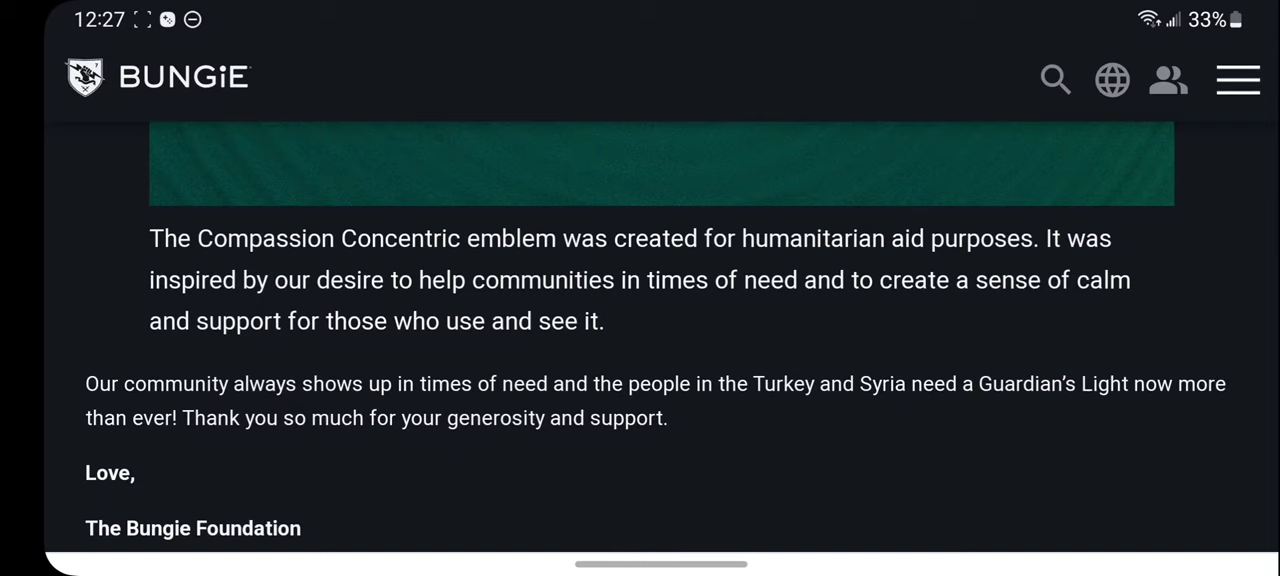 12:27 33%
7 BUNGiE
The Compassion Concentric emblem was created for humanitarian aid purposes. It was
inspired by our desire to help communities in times of need and to create a sense of calm
and support for those who use and see it.
Our community always shows up in times of need and the people in the Turkey and Syria need a Guardian’s Light now more
than ever! Thank you so much for your generosity and support.
Love,
The Bungie Foundation